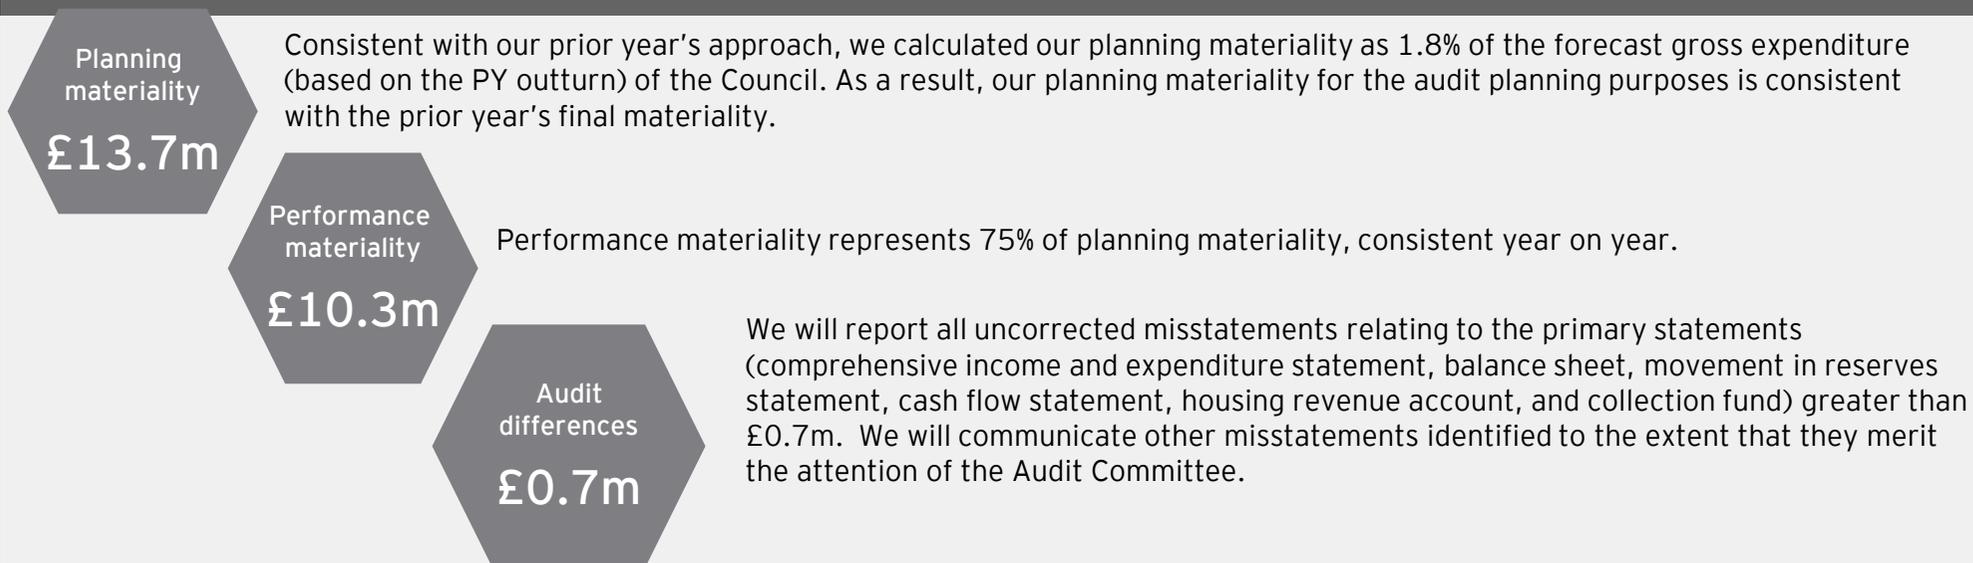 Planning
materiality
£13.7m
Consistent with our prior year’s approach, we calculated our planning materiality as 1.8% of the forecast gross expenditure
(based on the PY outturn) of the Council. As a result, our planning materiality for the audit planning purposes is consistent
with the prior year’s final materiality.
Performance
materiality
£10.3m
Performance materiality represents 75% of planning materiality, consistent year on year.
Audit
differences
£0.7m
We will report all uncorrected misstatements relating to the primary statements
(comprehensive income and expenditure statement, balance sheet, movement in reserves
statement, cash flow statement, housing revenue account, and collection fund) greater than
£0.7m.  We will communicate other misstatements identified to the extent that they merit
the attention of the Audit Committee.